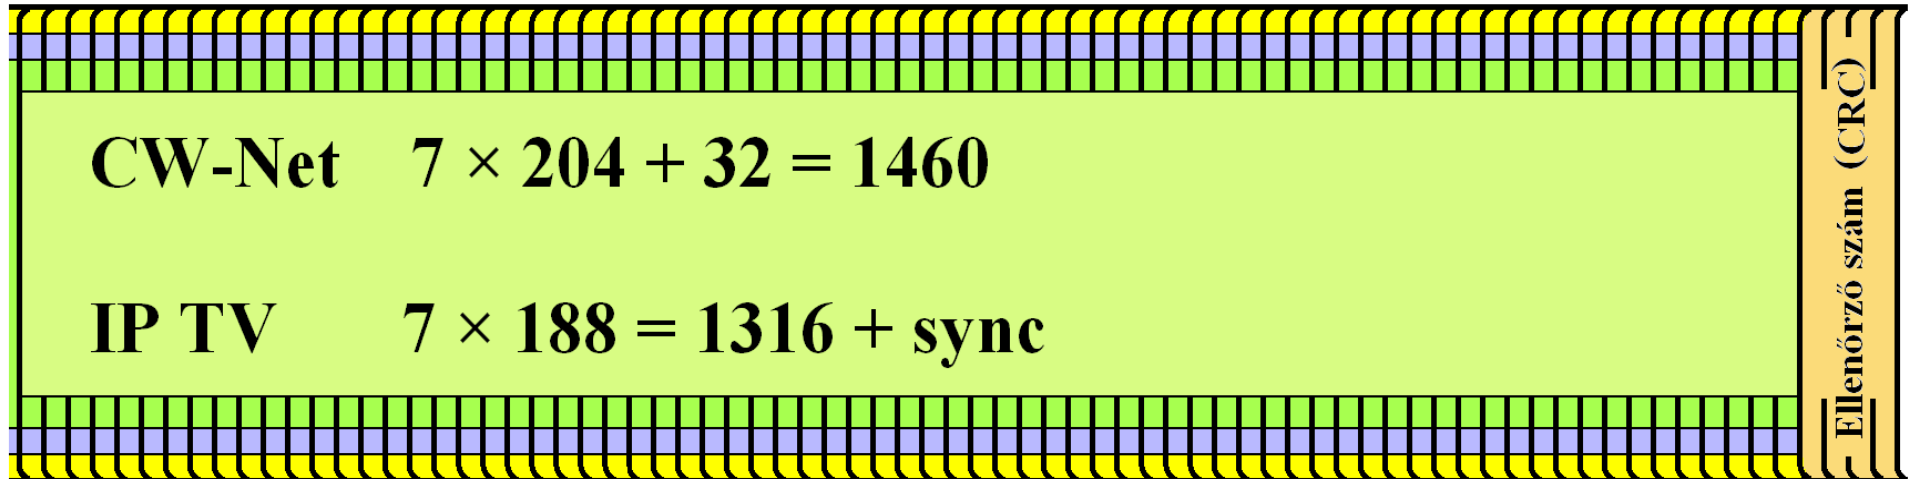 CW-Net 7 × 204 + 32 = 1460
IP TV 7 × 188 = 1316 + sync
Ellenőrző szám (CRC)